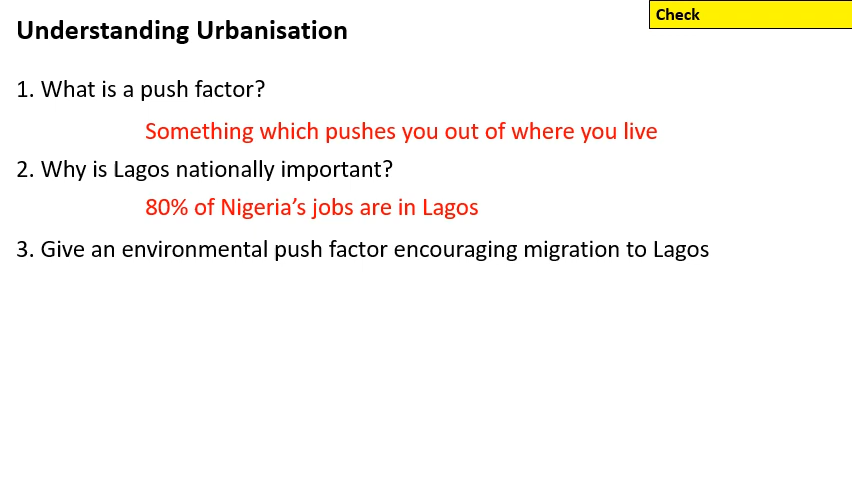 Check
Understanding Urbanisation
1. What is a push factor?
Something which pushes you out of where you live
2. Why is Lagos nationally important?
80% of Nigeria’s jobs are in Lagos
3. Give an environmental push factor encouraging migration to Lagos